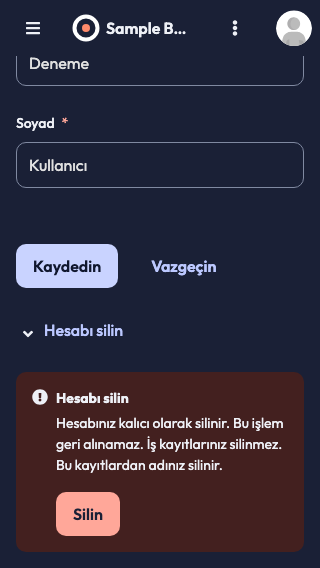 Sample B...
Deneme
Soyad *
Kullanıcı
Kaydedin
Vazgeçin
Hesabı silin
Hesabı silin
Hesabınız kalıcı olarak silinir. Bu işlem
geri alınamaz. İş kayıtlarınız silinmez.
Bu kayıtlardan adınız silinir.
Silin